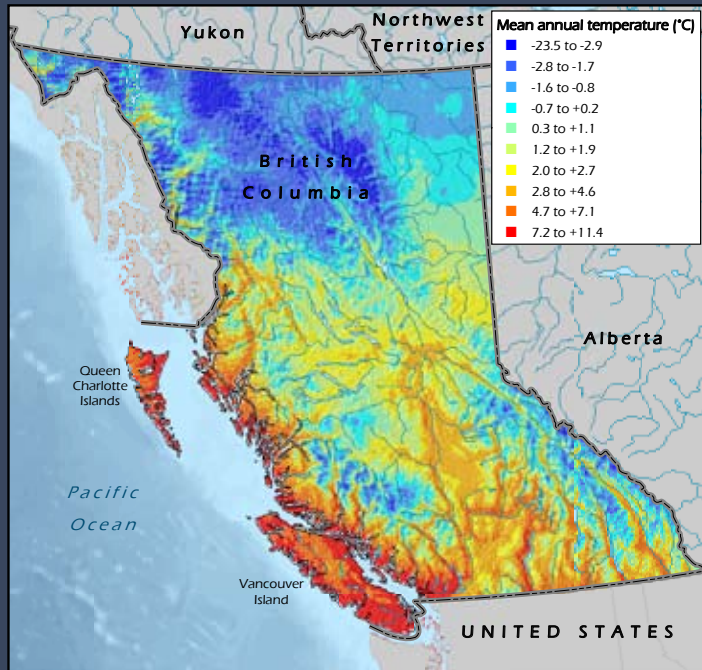 Yukon
Northwest
Territories
Mean annual temperature (°C)
-23.5 to -2.9
-2.8 to -1.7
-1.6 to -0.8
-0.7 to +0.2
0.3 to +1.1
1.2 to +1.9
2.0 to +2.7
2.8 to +4.6
4.7 to +7.1
7.2 to +11.4
British
Columbia
Alberta
Queen
Charlotte
Islands
Pacific
Ocean
Vancouver
Island
UNITED STATES